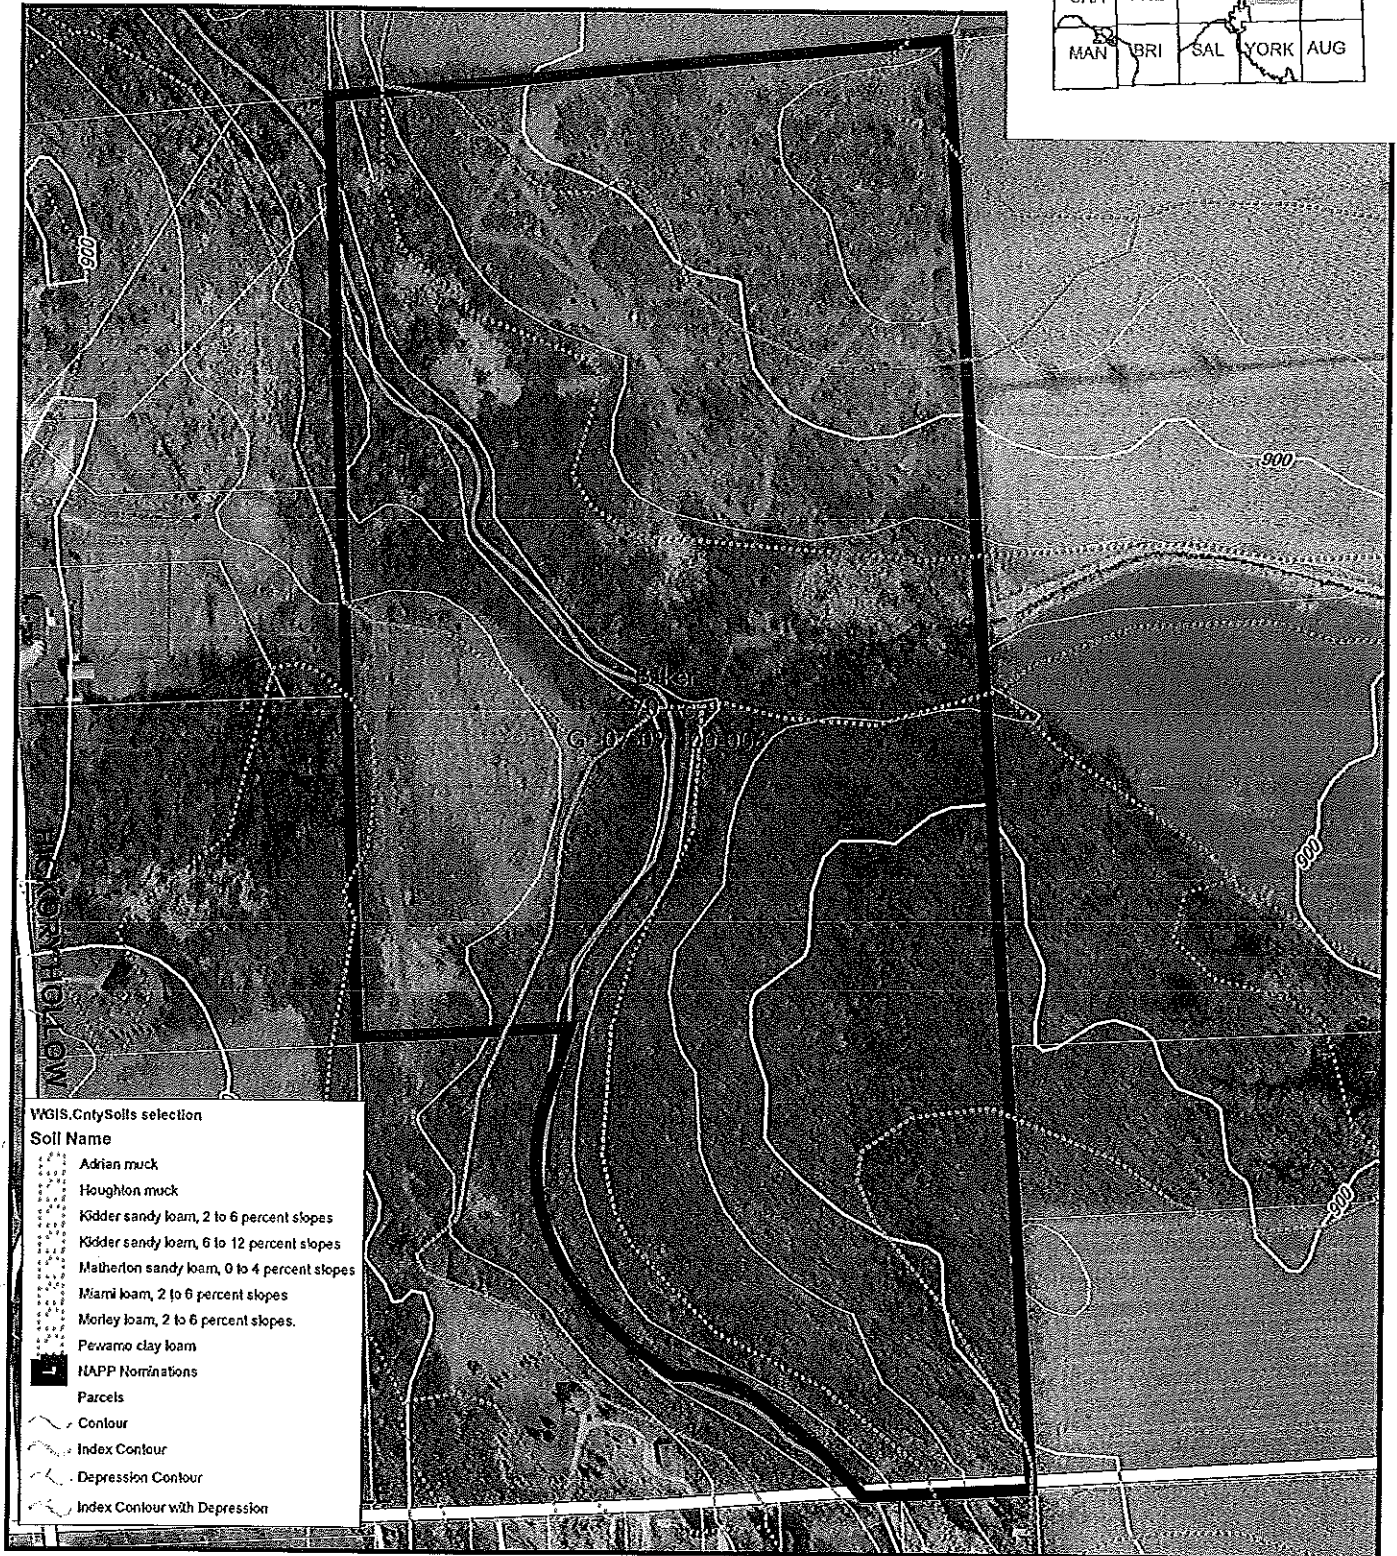 MAN BRI SAL YORK AUG
900
900
Baker
900
HICKORY HOLLOW
900
WGIS.CntySoils selection
Soil Name
Adrian muck
Houghton muck
Kidder sandy loam, 2 to 6 percent slopes
Kidder sandy loam, 6 to 12 percent slopes
Matherton sandy loam, 0 to 4 percent slopes
Miami loam, 2 to 6 percent slopes
Morley loam, 2 to 6 percent slopes.
Pewamo clay loam
NAPP Nominations
Parcels
Contour
Index Contour
Depression Contour
Index Contour with Depression